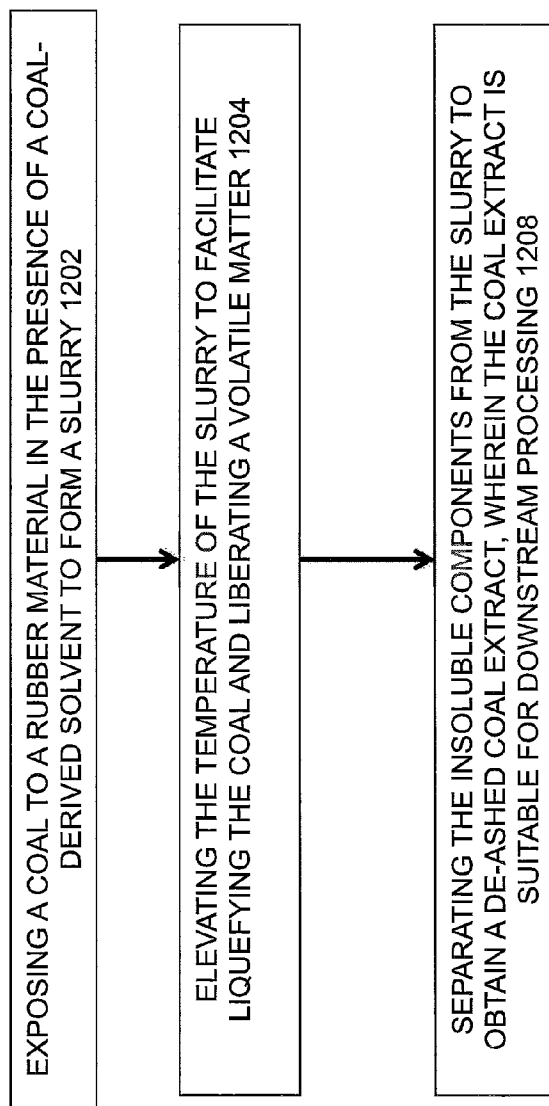 EXPOSING A COAL TO A RUBBER MATERIAL IN THE PRESENCE OF A COAL-
DERIVED SOLVENT TO FORM A SLURRY 1202
ELEVATING THE TEMPERATURE OF THE SLURRY TO FACILITATE
LIQUEFYING THE COAL AND LIBERATING A VOLATILE MATTER 1204
SEPARATING THE INSOLUBLE COMPONENTS FROM THE SLURRY TO
OBTAIN A DE-ASHED COAL EXTRACT, WHEREIN THE COAL EXTRACT IS
SUITABLE FOR DOWNSTREAM PROCESSING 1208